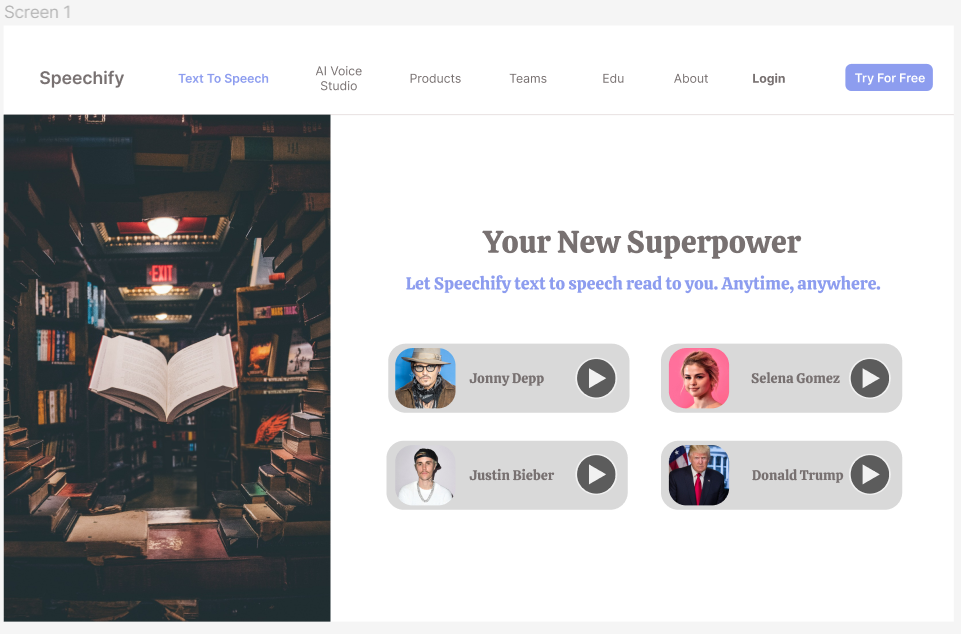 Screen 1
Speechify
Text To Speech
AI Voice
Studio
Products
Teams
Edu
About
Login
Try For Free
EXIT
Your New Superpower
Let Speechify text to speech read to you. Anytime, anywhere.
Jonny Depp
Selena Gomez
Justin Bieber
Donald Trump